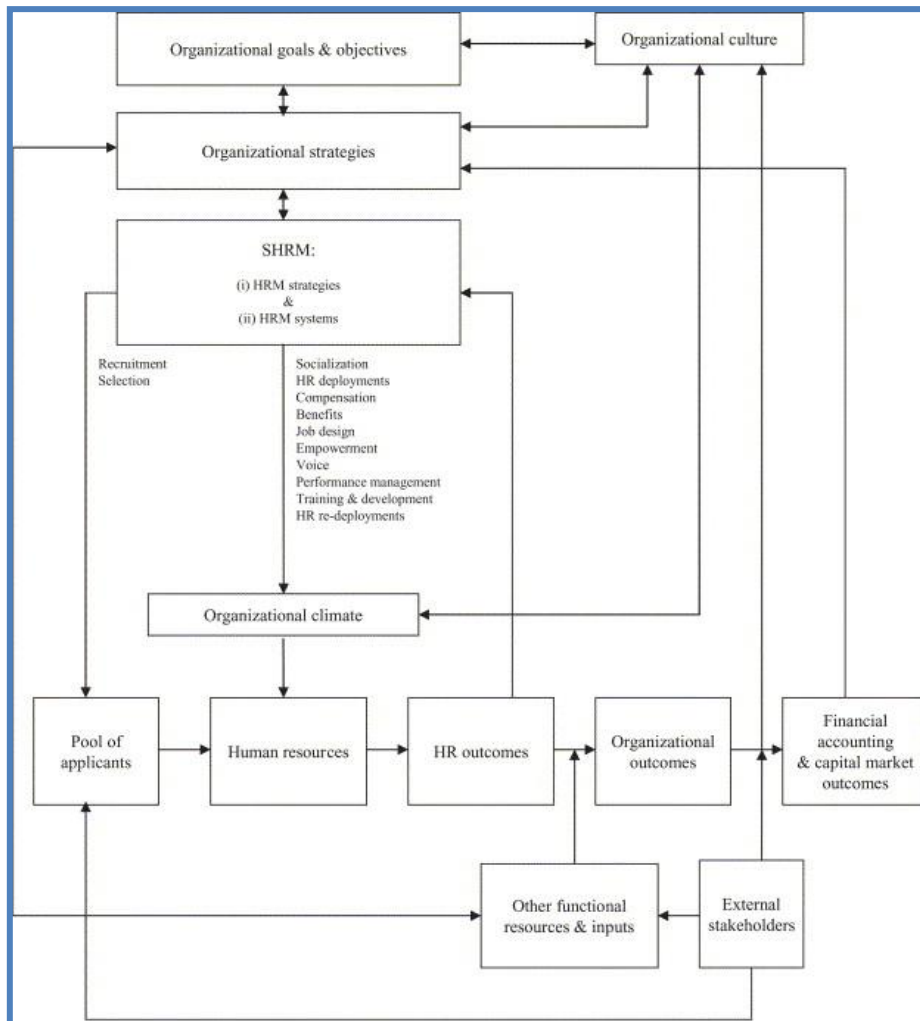 Organizational goals & objectives
Organizational culture
Organizational strategies
SHRM:
(i) HRM strategies
&
(ii) HRM systems
Recruitment
Selection
Socialization
HR deployments
Compensation
Benefits
Job design
Empowerment
Voice
Performance management
Training & development
HR re-deployments
Organizational climate
Pool of
applicants
Human resources
HR outcomes
Organizational
outcomes
Financial
accounting
& capital market
outcomes
Other functional
resources & inputs
External
stakeholders